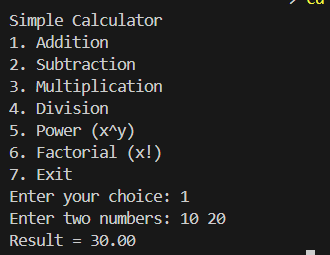 Simple Calculator
1. Addition
2. Subtraction
3. Multiplication
4. Division
5. Power (x^y)
6. Factorial (x!)
7. Exit
Enter your choice: 1
Enter two numbers: 10 20
Result = 30.00